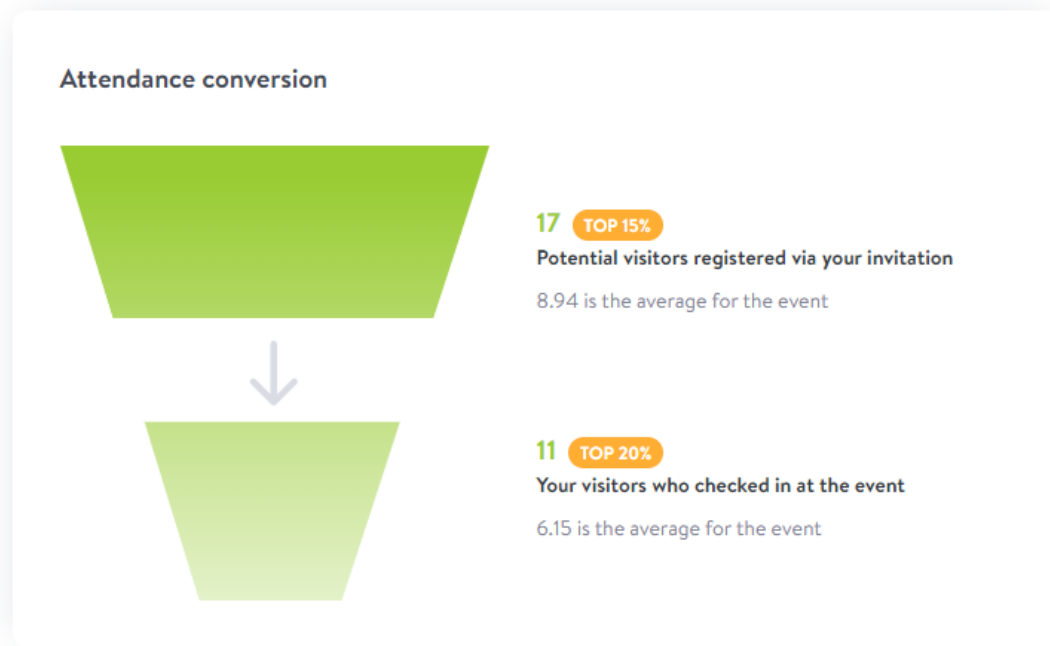 Attendance conversion
17 TOP 15%
Potential visitors registered via your invitation
8.94 is the average for the event
11 TOP 20%
Your visitors who checked in at the event
6.15 is the average for the event